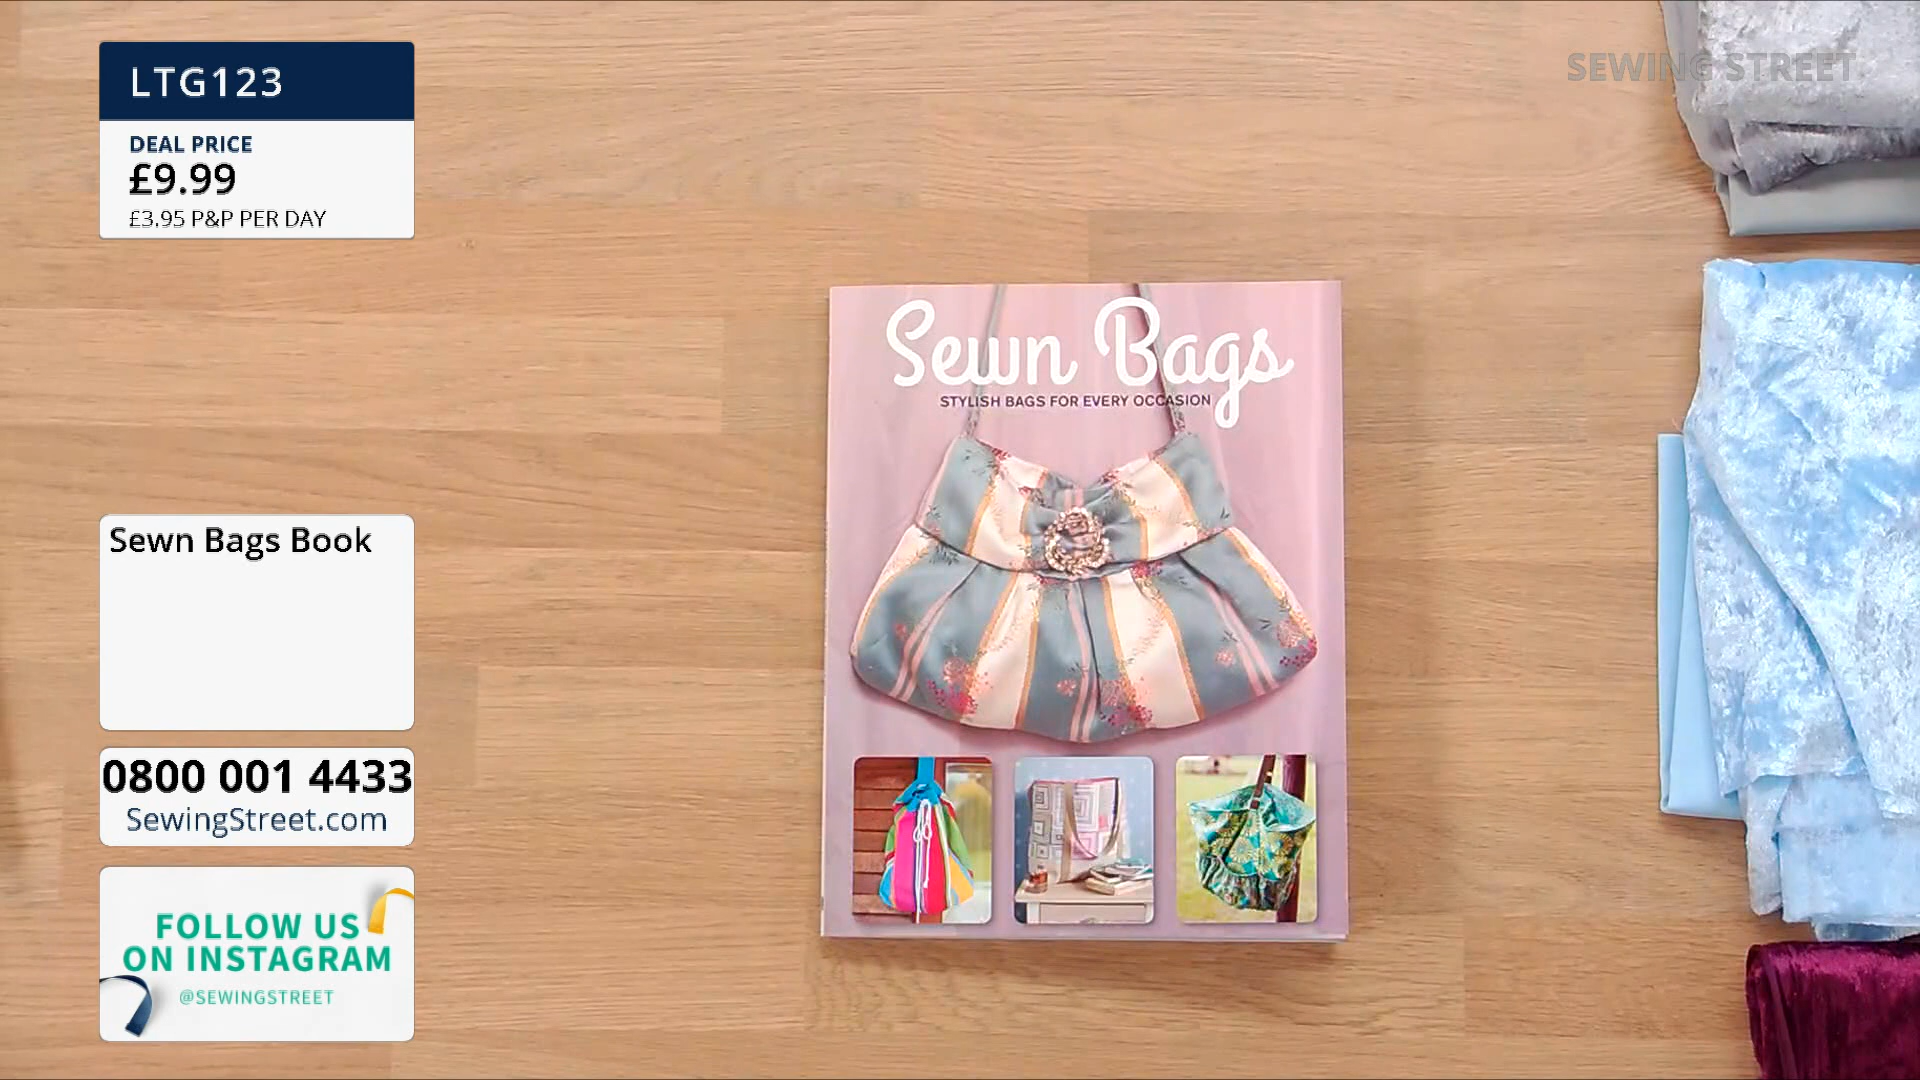 LTG123
DEAL PRICE
£9.99
£3.95 P&P PER DAY
SEWING STREET
Sewn Bags
STYLISH BAGS FOR EVERY OCCASION
Sewn Bags Book
0800 001 4433
SewingStreet.com
FOLLOW US
ON INSTAGRAM
@SEWINGSTREET